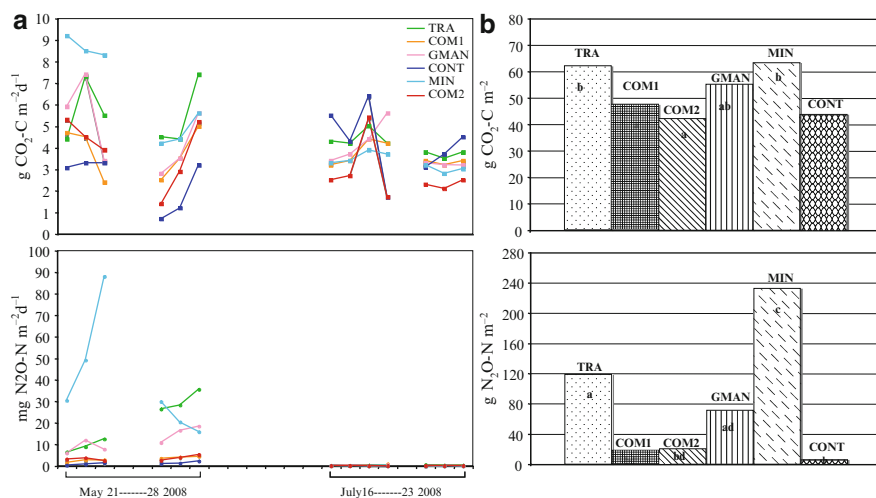 a
g CO₂-C m⁻²d⁻¹
10
9
8
7
6
5
4
3
2
1
0
TRA
COM1
GMAN
CONT
MIN
COM2
mg N2O-N m⁻²d⁻¹
100
90
80
70
60
50
40
30
20
10
0
May 21-------28 2008
July16-------23 2008
b
g CO₂-C m⁻²
80
70
60
50
40
30
20
10
0
TRA
COM1
COM2
GMAN
MIN
CONT
b
a
ab
b
g N₂O-N m⁻²
280
240
200
160
120
80
40
0
TRA
COM1
COM2
GMAN
MIN
CONT
a
bd
ad
c